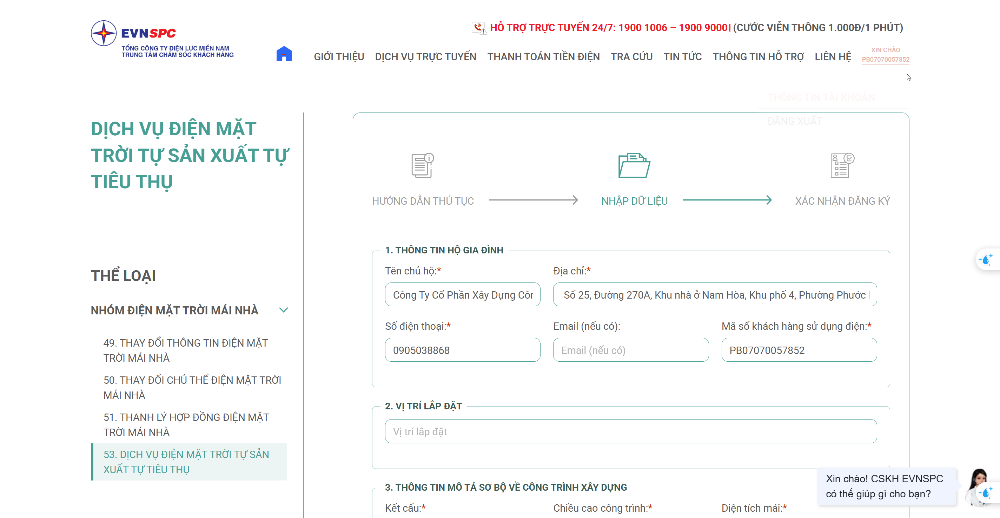 EVNSPC
TỔNG CÔNG TY ĐIỆN LỰC MIỀN NAM
TRUNG TÂM CHĂM SÓC KHÁCH HÀNG
HỖ TRỢ TRỰC TUYẾN 24/7: 1900 1006 – 1900 9000 | (CƯỚC VIỄN THÔNG 1.000Đ/1 PHÚT)
GIỚI THIỆU DỊCH VỤ TRỰC TUYẾN THANH TOÁN TIỀN ĐIỆN TRA CỨU TIN TỨC THÔNG TIN HỖ TRỢ LIÊN HỆ
XIN CHÀO
PB07070057852
THÔNG TIN TÀI KHOẢN
ĐĂNG XUẤT
DỊCH VỤ ĐIỆN MẶT
TRỜI TỰ SẢN XUẤT TỰ
TIÊU THỤ
THỂ LOẠI
NHÓM ĐIỆN MẶT TRỜI MÁI NHÀ
49. THAY ĐỔI THÔNG TIN ĐIỆN MẶT
TRỜI MÁI NHÀ
50. THAY ĐỔI CHỦ THỂ ĐIỆN MẶT TRỜI
MÁI NHÀ
51. THANH LÝ HỢP ĐỒNG ĐIỆN MẶT
TRỜI MÁI NHÀ
53. DỊCH VỤ ĐIỆN MẶT TRỜI TỰ SẢN
XUẤT TỰ TIÊU THỤ
HƯỚNG DẪN THỦ TỤC NHẬP DỮ LIỆU XÁC NHẬN ĐĂNG KÝ
1. THÔNG TIN HỘ GIA ĐÌNH
Tên chủ hộ:* Địa chỉ:*
Công Ty Cổ Phần Xây Dựng Số 25, Đường 270A, Khu nhà ở Nam Hòa, Khu phố 4, Phường Phước
Số điện thoại:* Email (nếu có): Mã số khách hàng sử dụng điện:*
0905038868 Email (nếu có) PB07070057852
2. VỊ TRÍ LẮP ĐẶT
Vị trí lắp đặt
3. THÔNG TIN MÔ TẢ SƠ BỘ VỀ CÔNG TRÌNH XÂY DỰNG
Kết cấu:* Chiều cao công trình:* Diện tích mái:*
Xin chào! CSKH EVNSPC
có thể giúp gì cho bạn?